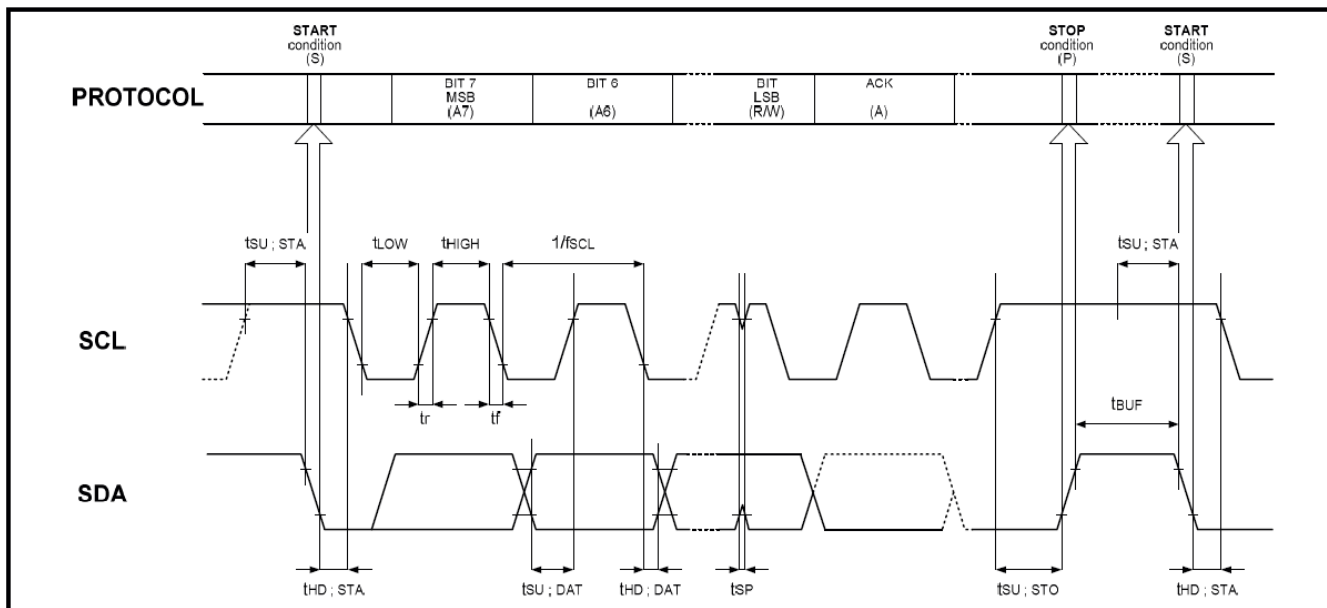 START
condition
(S)
STOP
condition
(P)
START
condition
(S)
PROTOCOL
BIT 7
MSB
(A7)
BIT 6
(A6)
BIT
LSB
(R/W)
ACK
(A)
tSU ; STA
tLOW
tHIGH
1/fSCL
tSU ; STA
SCL
tr
tf
tBUF
SDA
tHD ; STA
tSU ; DAT
tHD ; DAT
tSP
tSU ; STO
tHD ; STA